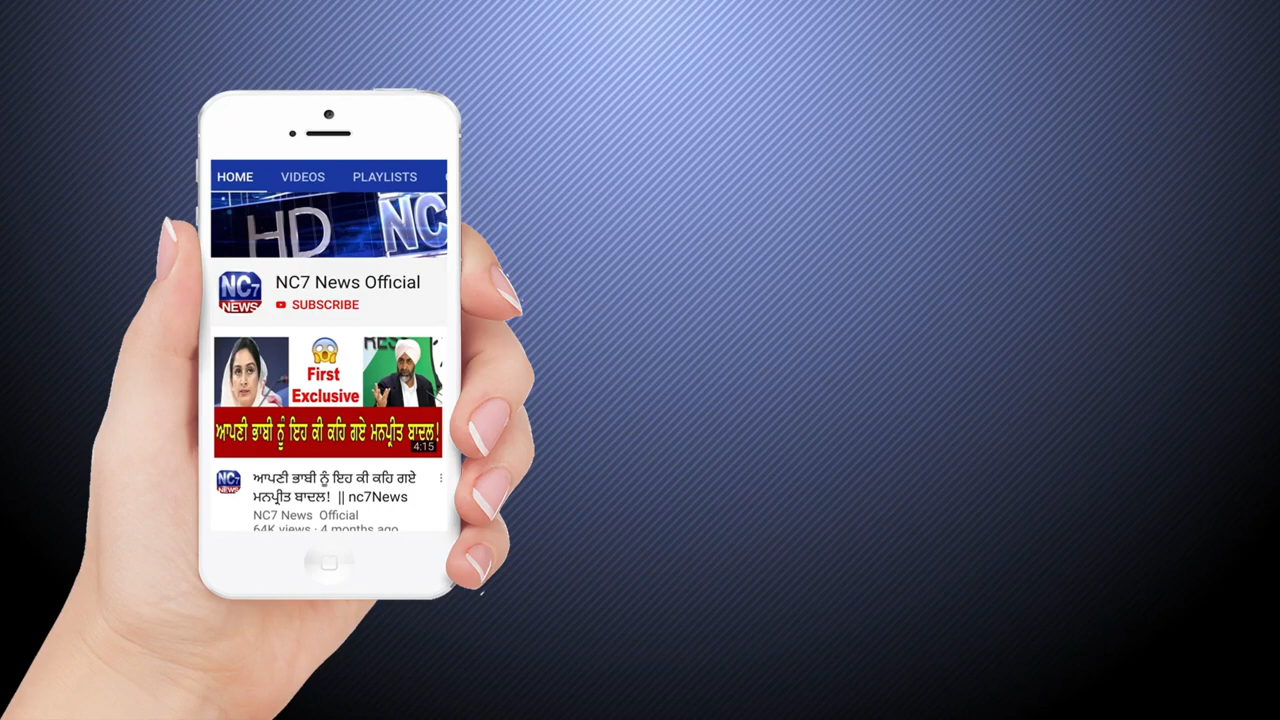 HOME VIDEOS PLAYLISTS
HD NC
NC7 NEWS
NC7 News Official
SUBSCRIBE
First
Exclusive
ਆਪਣੀ ਭਾਬੀ ਨੂੰ ਇਹ ਕੀ ਕਹਿ ਗਏ ਮਨਪ੍ਰੀਤ ਬਾਦਲ!
4:15
NC7 NEWS
ਆਪਣੀ ਭਾਬੀ ਨੂੰ ਇਹ ਕੀ ਕਹਿ ਗਏ
ਮਨਪ੍ਰੀਤ ਬਾਦਲ! || nc7News
NC7 News Official
64K views · 4 months ago